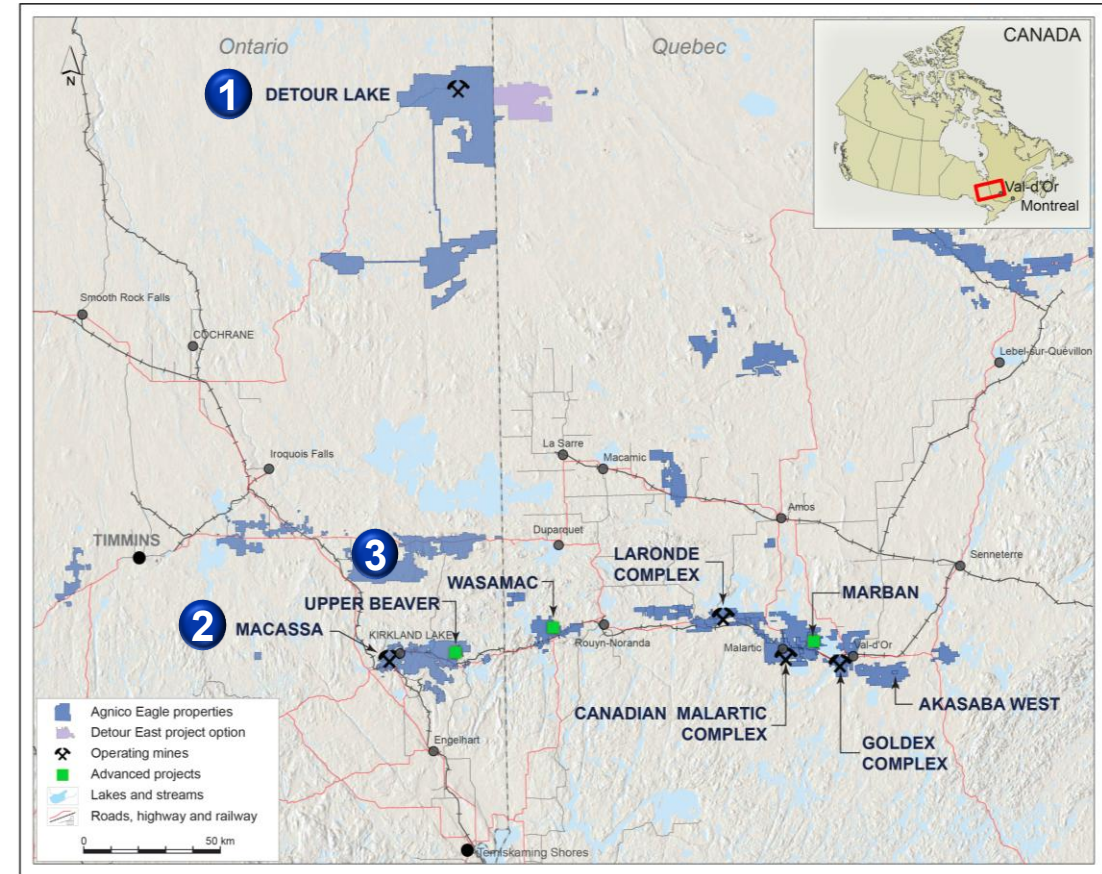 Ontario
Quebec
CANADA
Val-d'Or
Montreal
N
1
DETOUR LAKE
Smooth Rock Falls
COCHRANE
Lebel-sur-Quévillon
Iroquois Falls
La Sarre
Macamic
Amos
TIMMINS
3
Duparquet
LARONDE
COMPLEX
Senneterre
WASAMAC
MARBAN
UPPER BEAVER
2
MACASSA
KIRKLAND LAKE
Rouyn-Noranda
Malartic
Val-d'Or
AKASABA WEST
CANADIAN MALARTIC
COMPLEX
GOLDEX
COMPLEX
Engelhart
Temiskaming Shores
Agnico Eagle properties
Detour East project option
Operating mines
Advanced projects
Lakes and streams
Roads, highway and railway
0 50 km